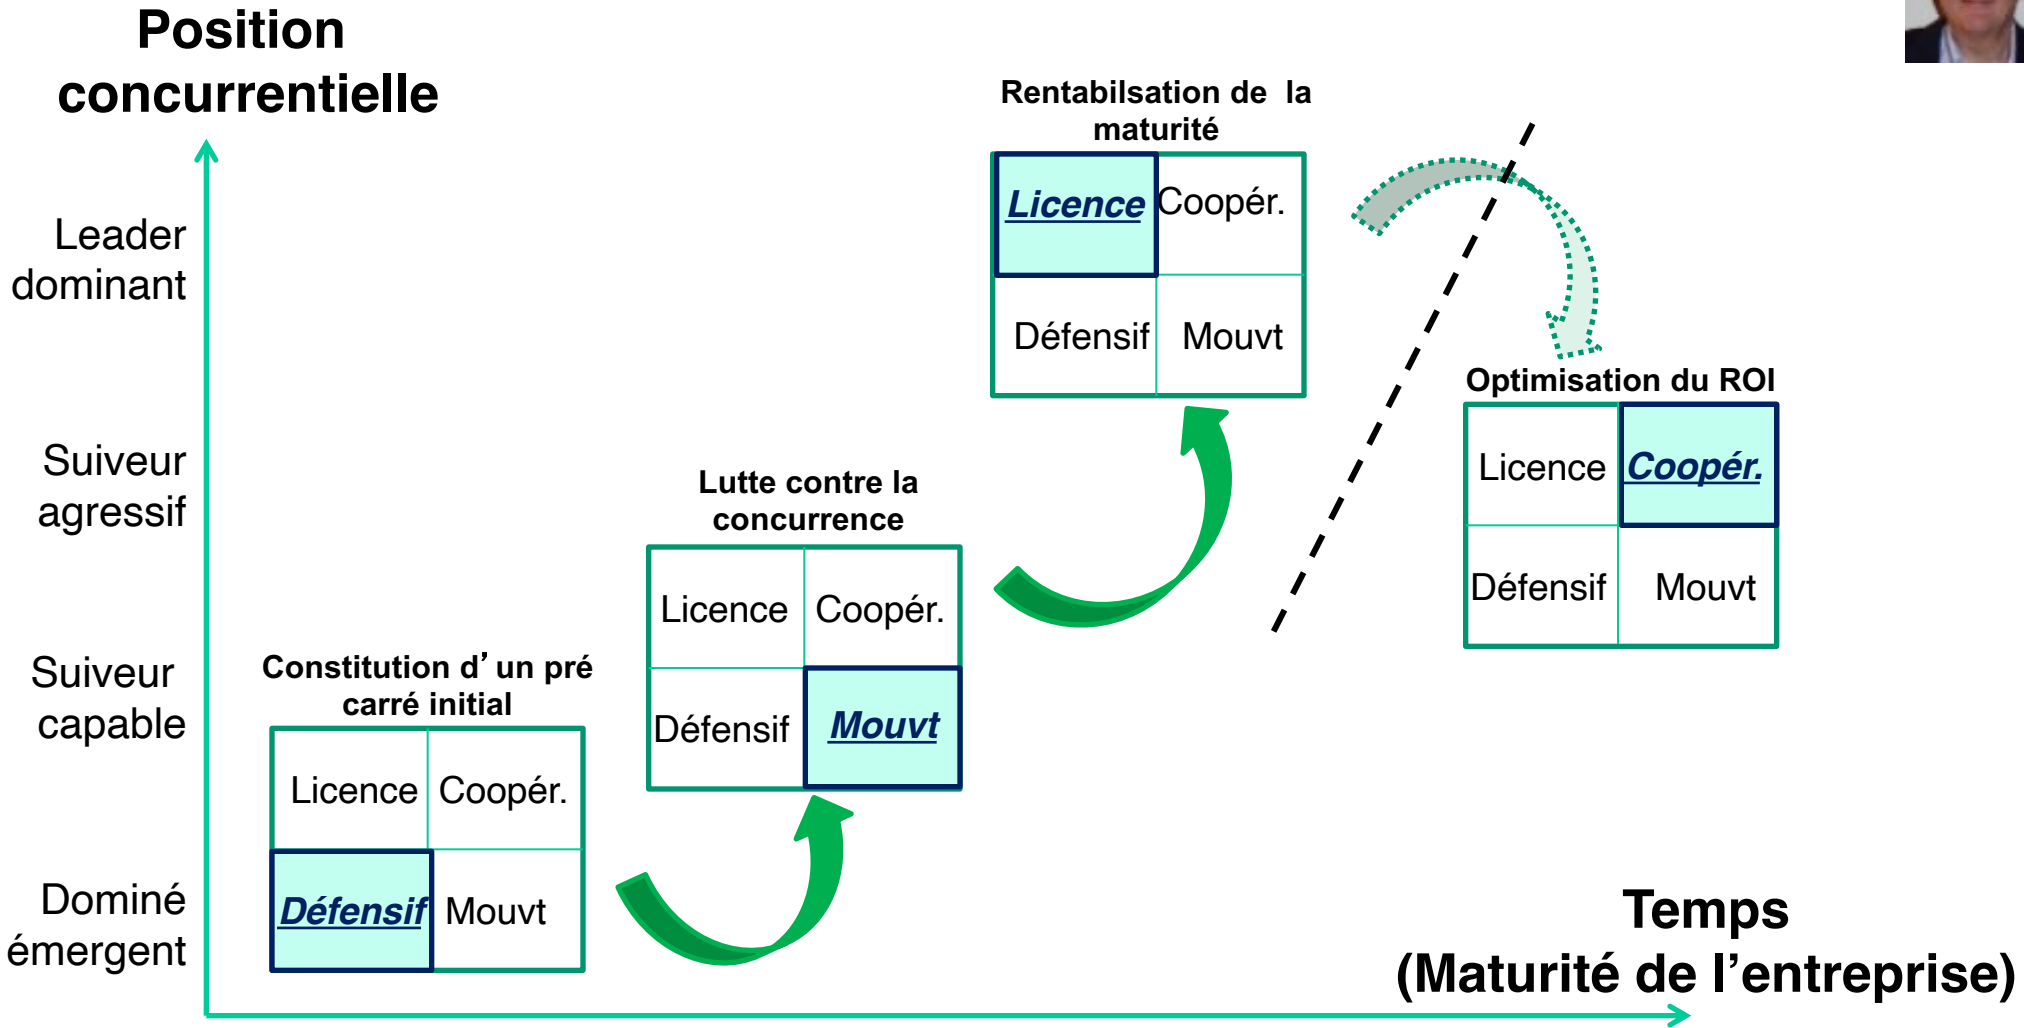 Position
concurrentielle
Leader
dominant
Suiveur
agressif
Suiveur
capable
Dominé
émergent
Constitution d’un pré
carré initial
Licence Coopér.
Défensif Mouvt
Lutte contre la
concurrence
Licence Coopér.
Défensif Mouvt
Rentabilsation de la
maturité
Licence Coopér.
Défensif Mouvt
Optimisation du ROI
Licence Coopér.
Défensif Mouvt
Temps
(Maturité de l’entreprise)